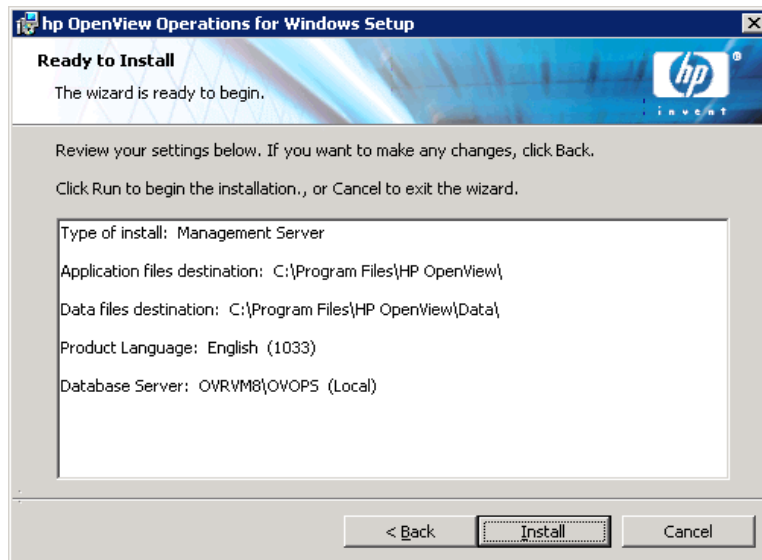 hp OpenView Operations for Windows Setup
Ready to Install
The wizard is ready to begin.
hp
®
invent
Review your settings below. If you want to make any changes, click Back.
Click Run to begin the installation., or Cancel to exit the wizard.
Type of install: Management Server
Application files destination: C:\Program Files\HP OpenView\
Data files destination: C:\Program Files\HP OpenView\Data\
Product Language: English (1033)
Database Server: OVRVM8\OVOPS (Local)
< Back
Install
Cancel